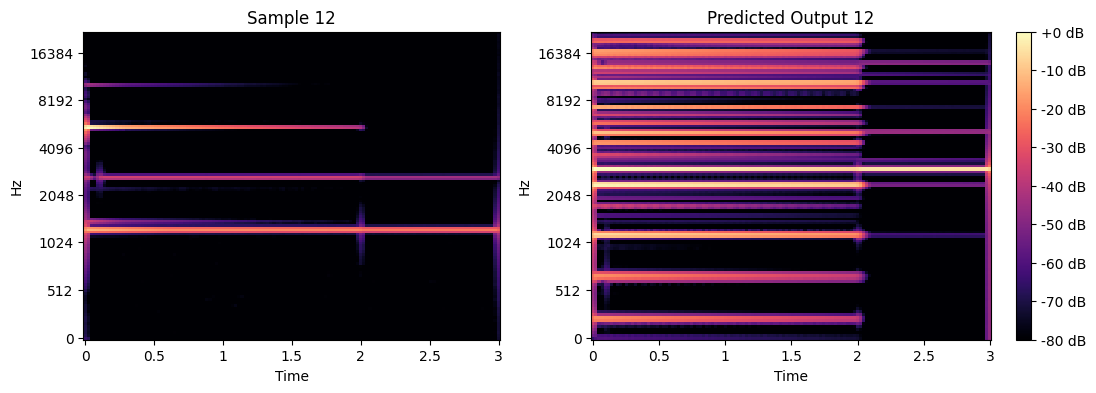 Sample 12
Predicted Output 12
Hz
16384
8192
4096
2048
1024
512
0
0
0.5
1
1.5
2
2.5
3
Time
Hz
16384
8192
4096
2048
1024
512
0
0
0.5
1
1.5
2
2.5
3
Time
+0 dB
-10 dB
-20 dB
-30 dB
-40 dB
-50 dB
-60 dB
-70 dB
-80 dB